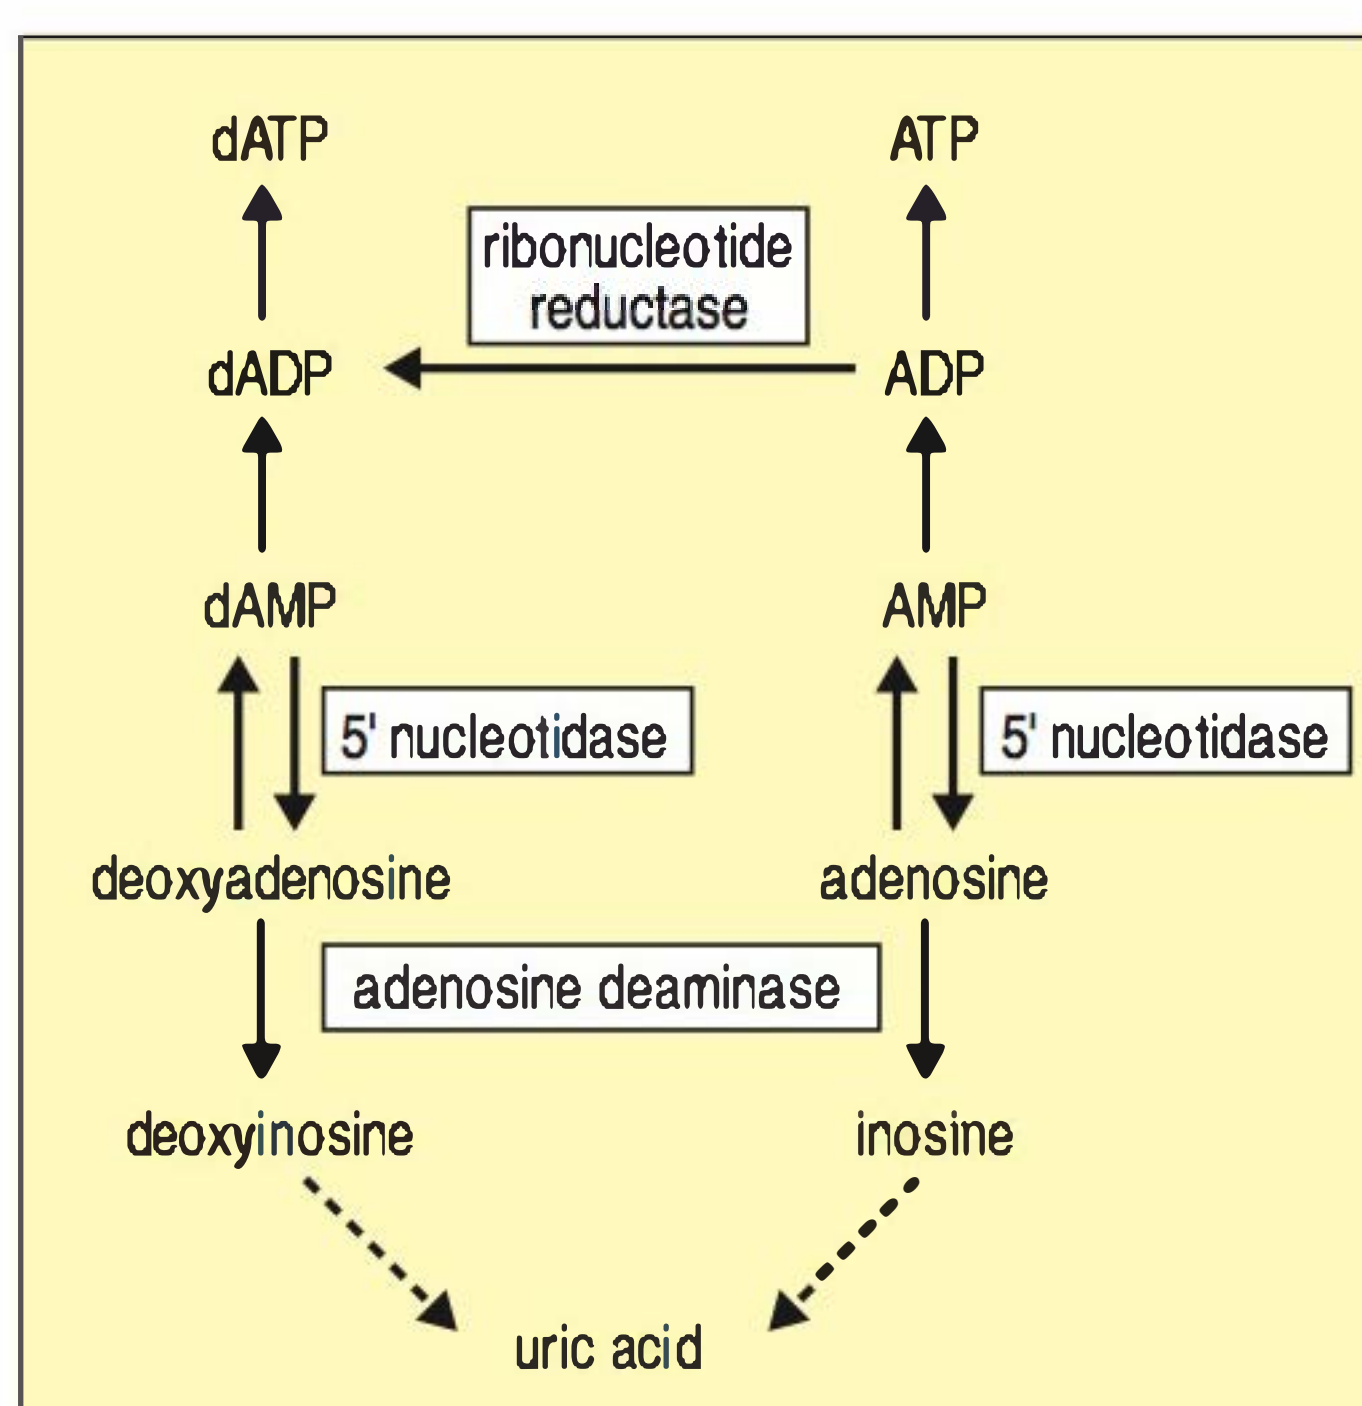 dATP ATP
ribonucleotide
reductase
dADP ADP
dAMP AMP
5' nucleotidase 5' nucleotidase
deoxyadenosine adenosine
adenosine deaminase
deoxyinosine inosine
uric acid